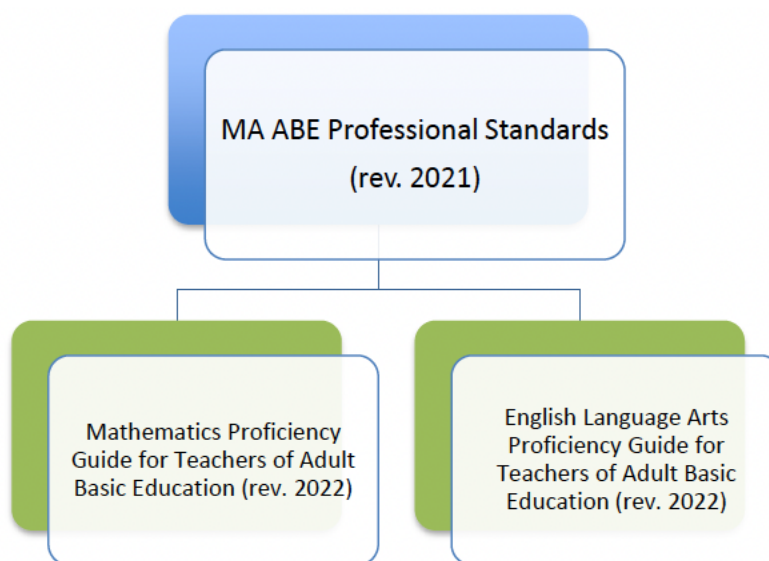 MA ABE Professional Standards
(rev. 2021)
Mathematics Proficiency
Guide for Teachers of Adult
Basic Education (rev. 2022)
English Language Arts
Proficiency Guide for
Teachers of Adult Basic
Education (rev. 2022)